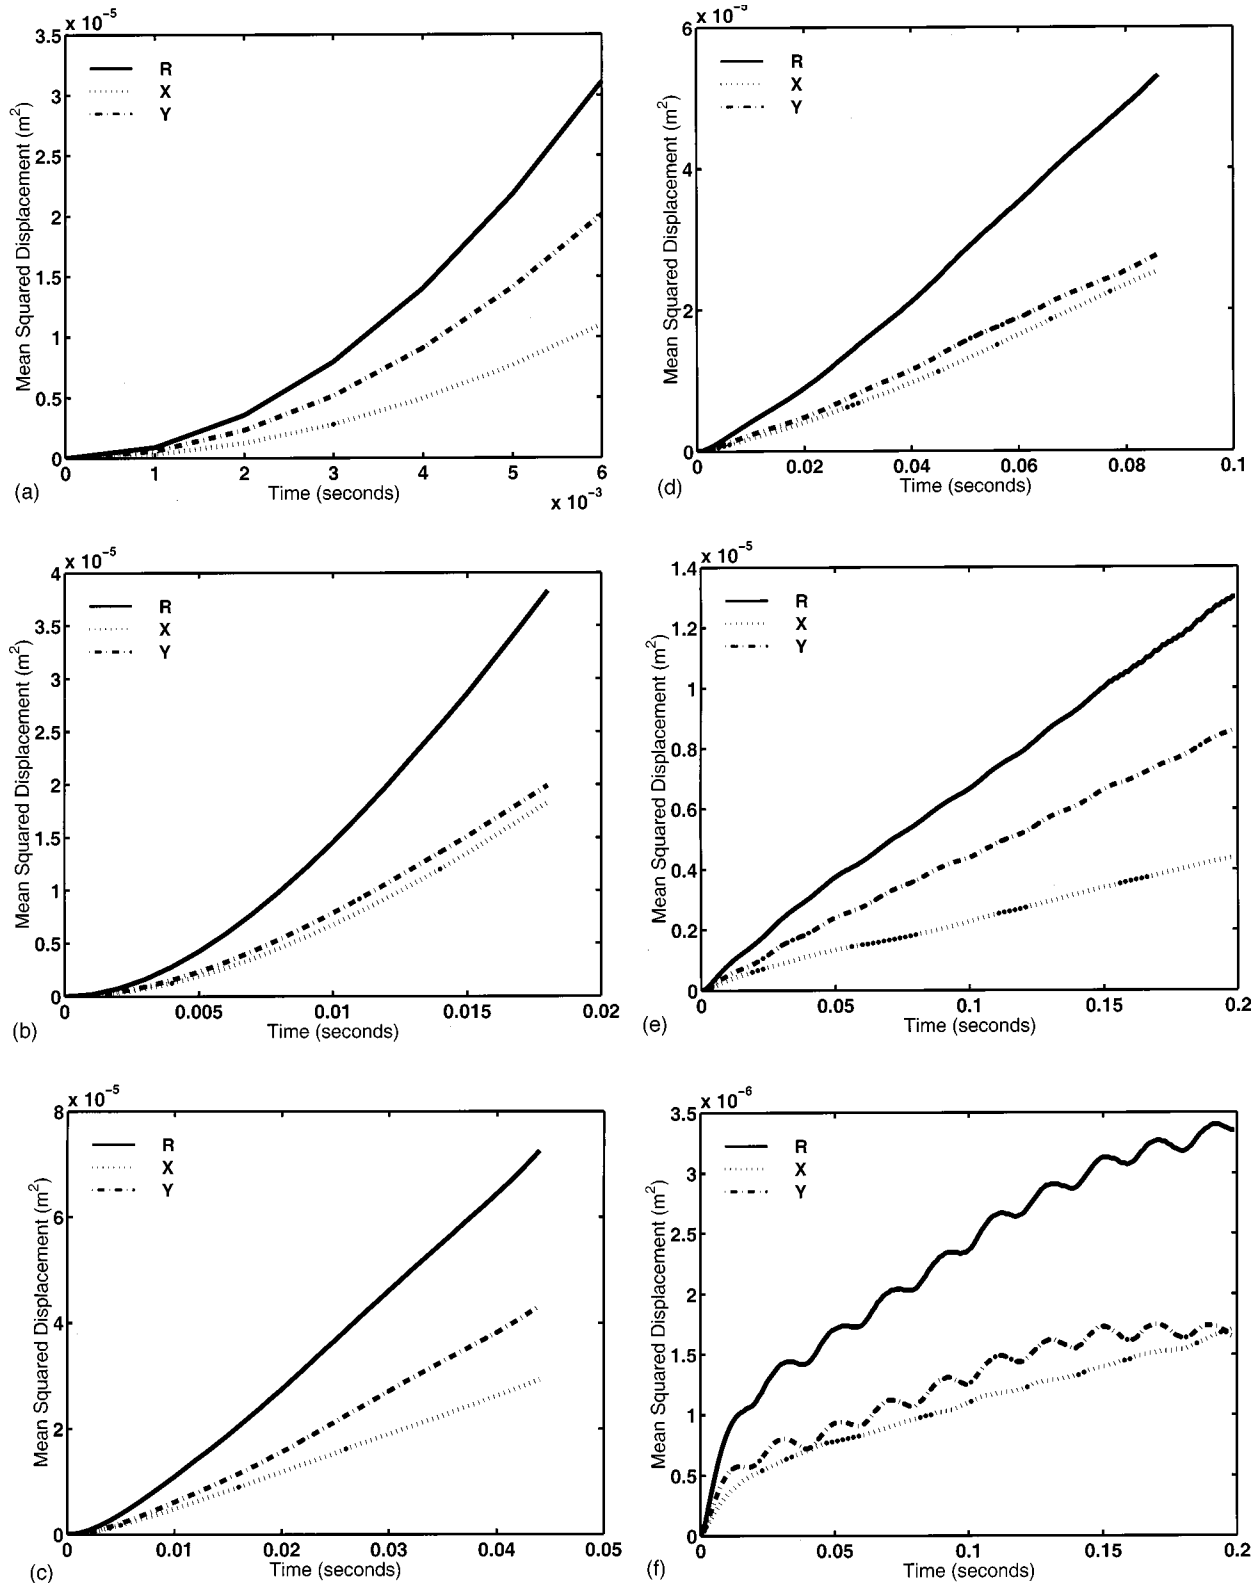 x 10⁻⁵
3.5
3
2.5
2
1.5
1
0.5
0
R
X
Y
Mean Squared Displacement (m²)
0 1 2 3 4 5 6
Time (seconds)
x 10⁻³
(a)
x 10⁻⁵
4
3.5
3
2.5
2
1.5
1
0.5
0
R
X
Y
Mean Squared Displacement (m²)
0 0.005 0.01 0.015 0.02
Time (seconds)
(b)
x 10⁻⁵
8
6
4
2
0
R
X
Y
Mean Squared Displacement (m²)
0 0.01 0.02 0.03 0.04 0.05
Time (seconds)
(c)
6
4
2
0
R
X
Y
Mean Squared Displacement (m²)
0 0.02 0.04 0.06 0.08 0.1
Time (seconds)
(d)
x 10⁻⁵
1.4
1.2
1
0.8
0.6
0.4
0.2
0
R
X
Y
Mean Squared Displacement (m²)
0 0.05 0.1 0.15 0.2
Time (seconds)
(e)
x 10⁻⁶
3.5
3
2.5
2
1.5
1
0.5
0
R
X
Y
Mean Squared Displacement (m²)
0 0.05 0.1 0.15 0.2
Time (seconds)
(f)